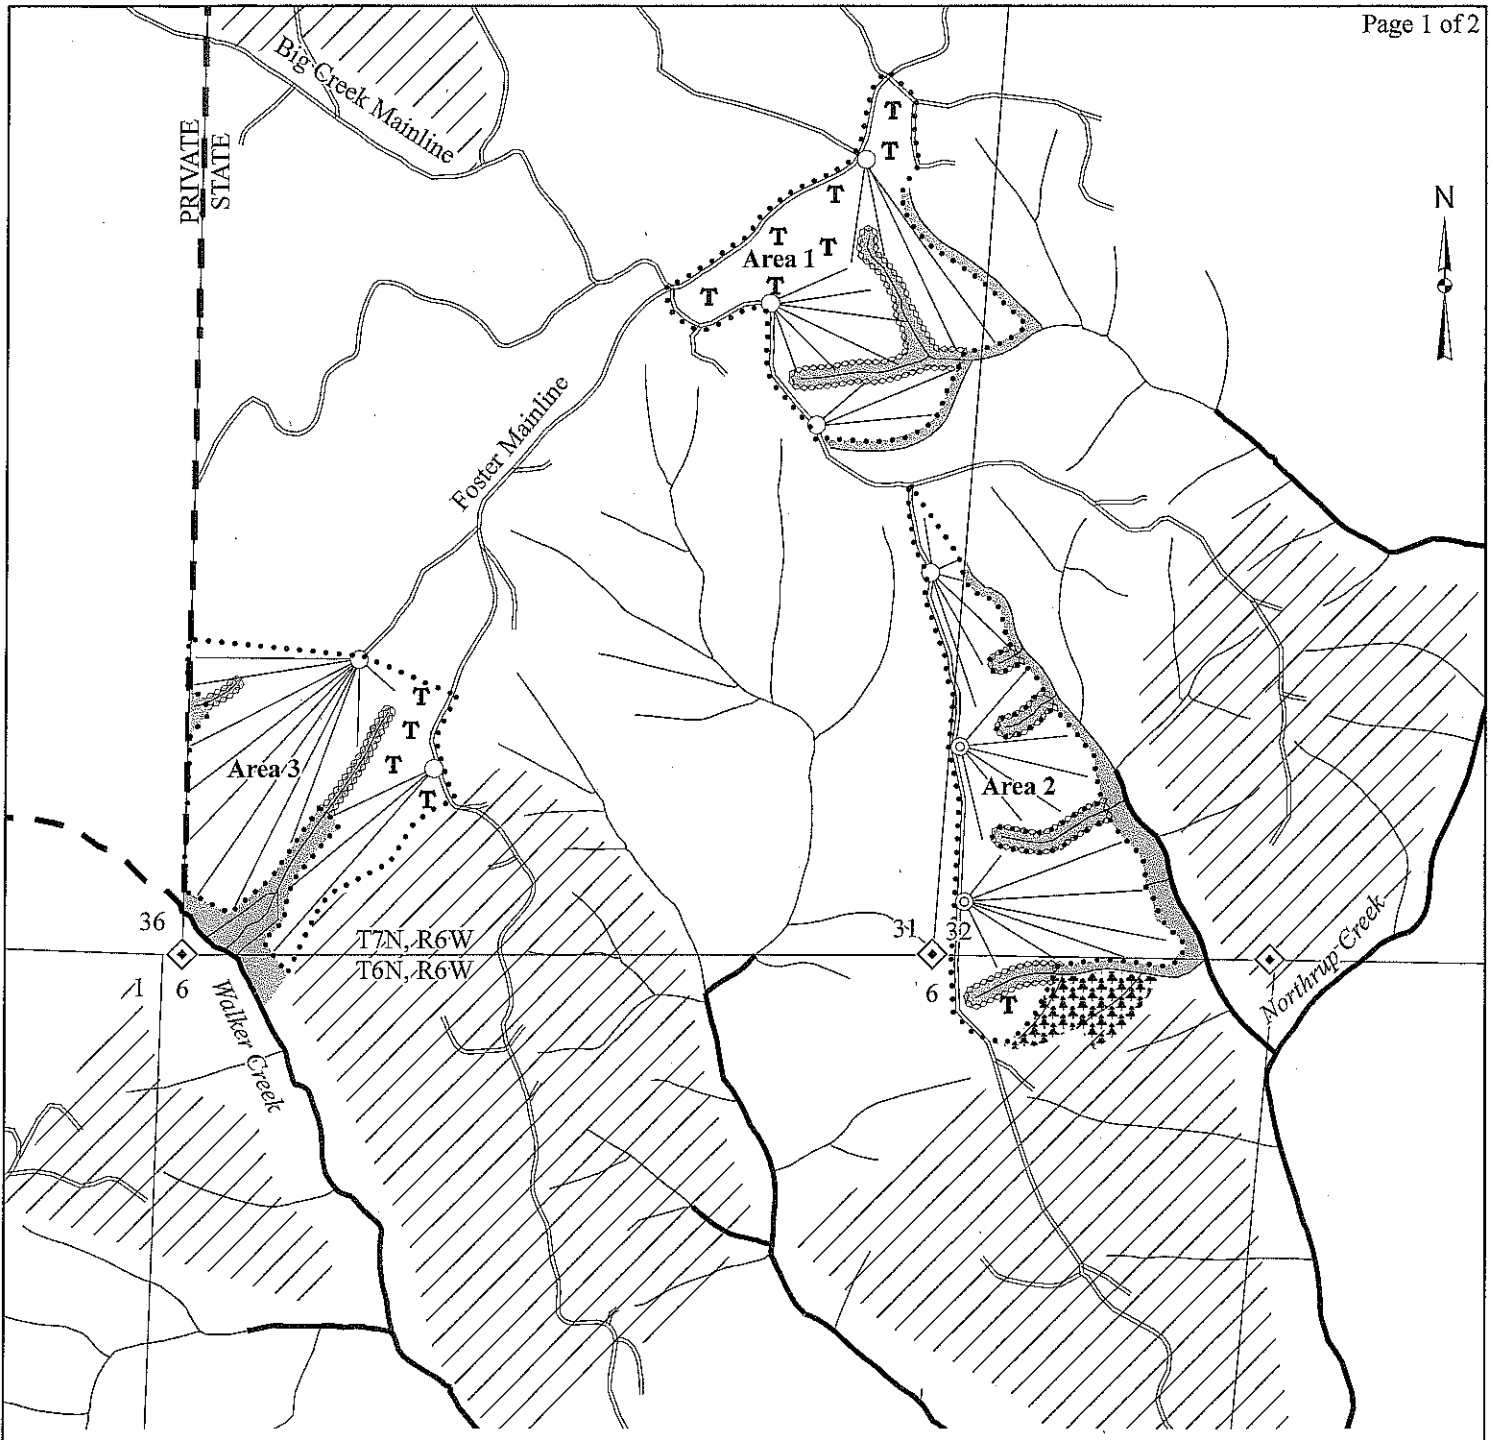 Page 1 of 2
Big Creek Mainline
PRIVATE
STATE
N
T
T
T
T
T
Area 1
T
T
Foster Mainline
T
T
Area 3
T
T
Area 2
36
31
32
T7N, R6W
T6N, R6W
1
6
6
T
Walker Creek
Northrup Creek